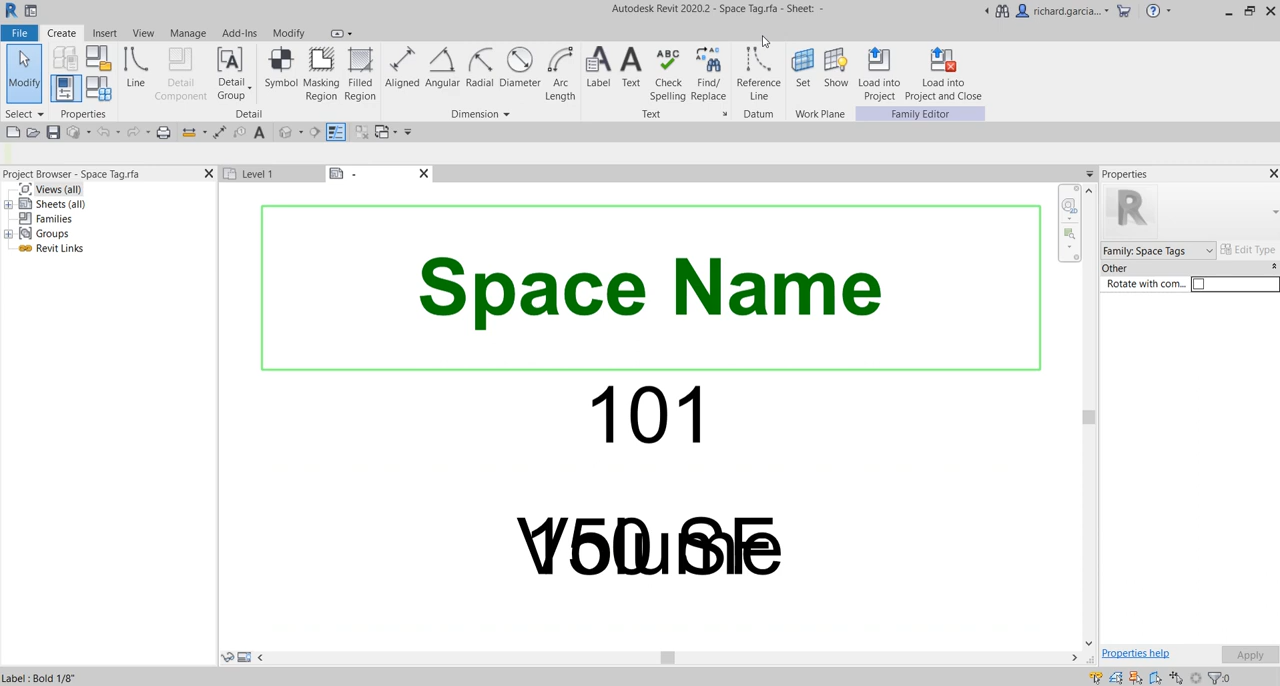 Autodesk Revit 2020.2 - Space Tag.rfa - Sheet: -
richard.garcia...
File Create Insert View Manage Add-Ins Modify
Modify
Line
Detail Component
Detail Group
Symbol
Masking Region
Filled Region
Aligned
Angular
Radial
Diameter
Arc Length
Label
Text
Check Spelling
Find/ Replace
Reference Line
Set
Show
Load into Project
Load into Project and Close
Select
Properties
Detail
Dimension
Text
Datum
Work Plane
Family Editor
Project Browser - Space Tag.rfa
Views (all)
Sheets (all)
Families
Groups
Revit Links
Level 1
-
Space Name
101
150 SF
Volume
Properties
Family: Space Tags
Edit Type
Other
Rotate with com...
Properties help
Apply
Label : Bold 1/8"
:0